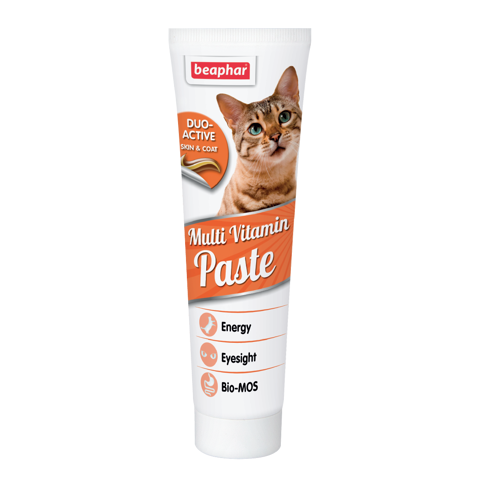 beaphar
DUO-
ACTIVE
SKIN & COAT
Multi Vitamin
Paste
Energy
Eyesight
Bio-MOS